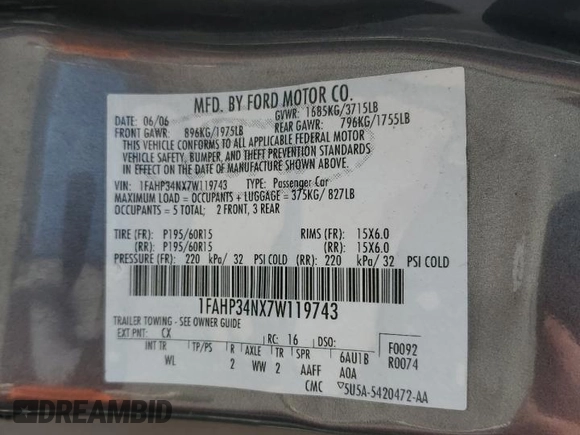 MFD. BY FORD MOTOR CO.
06/06 GVWR: 1685KG/3715LB
FRONT GAWR: 896KG/1975LB REAR GAWR: 796KG/1755LB
THIS VEHICLE CONFORMS TO ALL APPLICABLE FEDERAL MOTOR
VEHICLE SAFETY, BUMPER, AND THEFT PREVENTION STANDARDS
IN EFFECT ON THE DATE OF MANUFACTURE SHOWN ABOVE.
VIN: 1FAHP34NX7W119743 TYPE: Passenger Car
MAXIMUM LOAD = OCCUPANTS + LUGGAGE = 375KG/ 827LB
OCCUPANTS = 5 TOTAL; 2 FRONT, 3 REAR
TIRE (FR): P195/60R15 RIMS (FR): 15X6.0
(RR): P195/60R15 (RR): 15X6.0
PRESSURE (FR): 220 kPa/ 32 PSI COLD (RR): 220 kPa/ 32 PSI COLD
1FAHP34NX7W119743
TRAILER TOWING - SEE OWNER GUIDE
EXT PNT: CX RC: 16 DSO: F0092
INT TR TP/PS R AXLE TR SPR 6AU1B R0074
WL 2 WW 2 AAFF A0A
CMC 5U5A-5420472-AA
DREAMBID